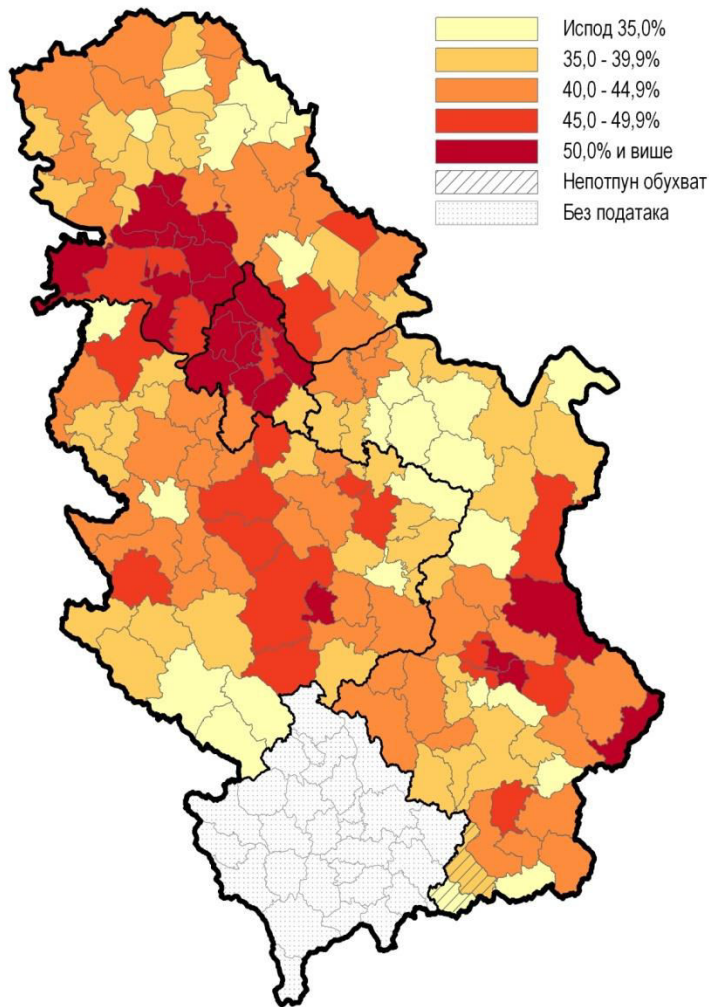 Испод 35,0%
35,0 - 39,9%
40,0 - 44,9%
45,0 - 49,9%
50,0% и више
Непотпун обухват
Без података